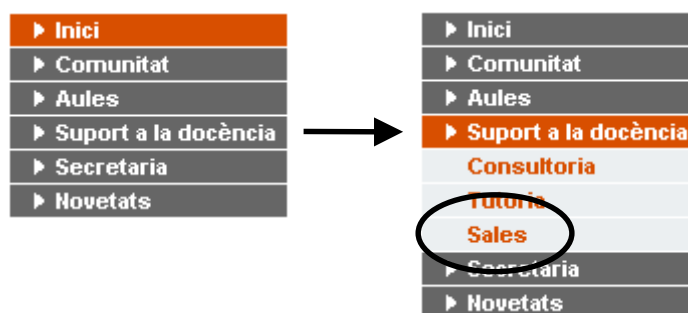 Inici
Comunitat
Aules
Suport a la docència
Secretaria
Novetats
Inici
Comunitat
Aules
Suport a la docència
Consultoria
Tutoria
Sales
Secretaria
Novetats